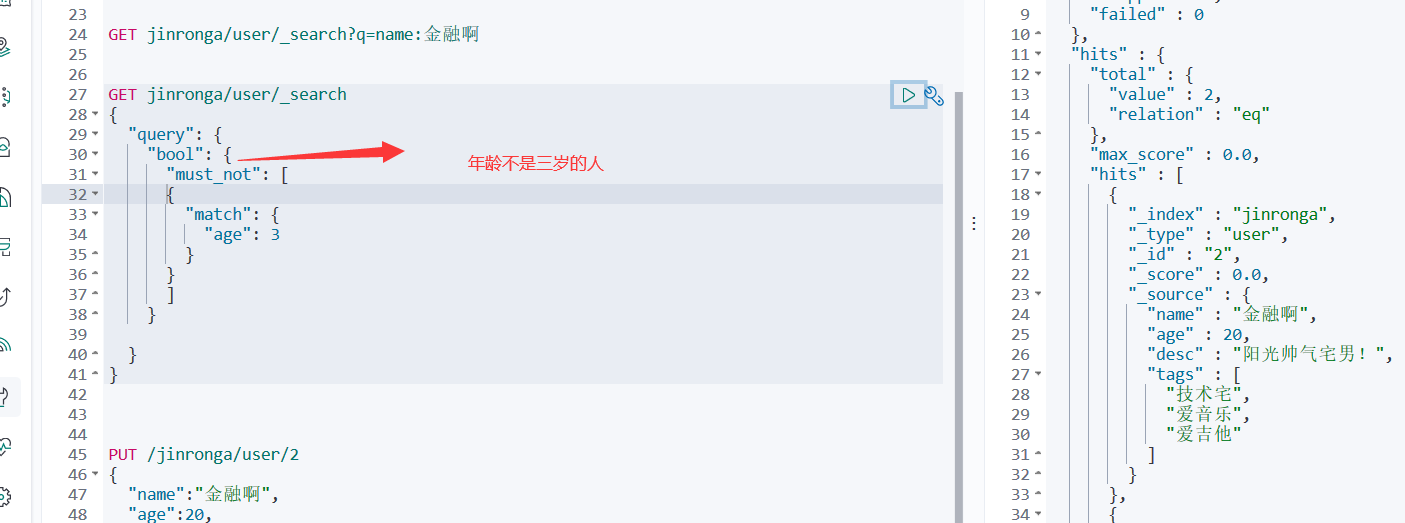 23
24 GET jinronga/user/_search?q=name:金融啊
25
26
27 GET jinronga/user/_search
28 {
29 "query": {
30 "bool": {
年龄不是三岁的人
31 "must_not": [
32 {
33 "match": {
34 "age": 3
35 }
36 }
37 ]
38 }
39
40 }
41 }
42
43
44
45 PUT /jinronga/user/2
46 {
47 "name":"金融啊",
48 "age":20,
9 "failed" : 0
10 },
11 "hits" : {
12 "total" : {
13 "value" : 2,
14 "relation" : "eq"
15 },
16 "max_score" : 0.0,
17 "hits" : [
18 {
19 "_index" : "jinronga",
20 "_type" : "user",
21 "_id" : "2",
22 "_score" : 0.0,
23 "_source" : {
24 "name" : "金融啊",
25 "age" : 20,
26 "desc" : "阳光帅气宅男！",
27 "tags" : [
28 "技术宅",
29 "爱音乐",
30 "爱吉他"
31 ]
32 }
33 },
34 {